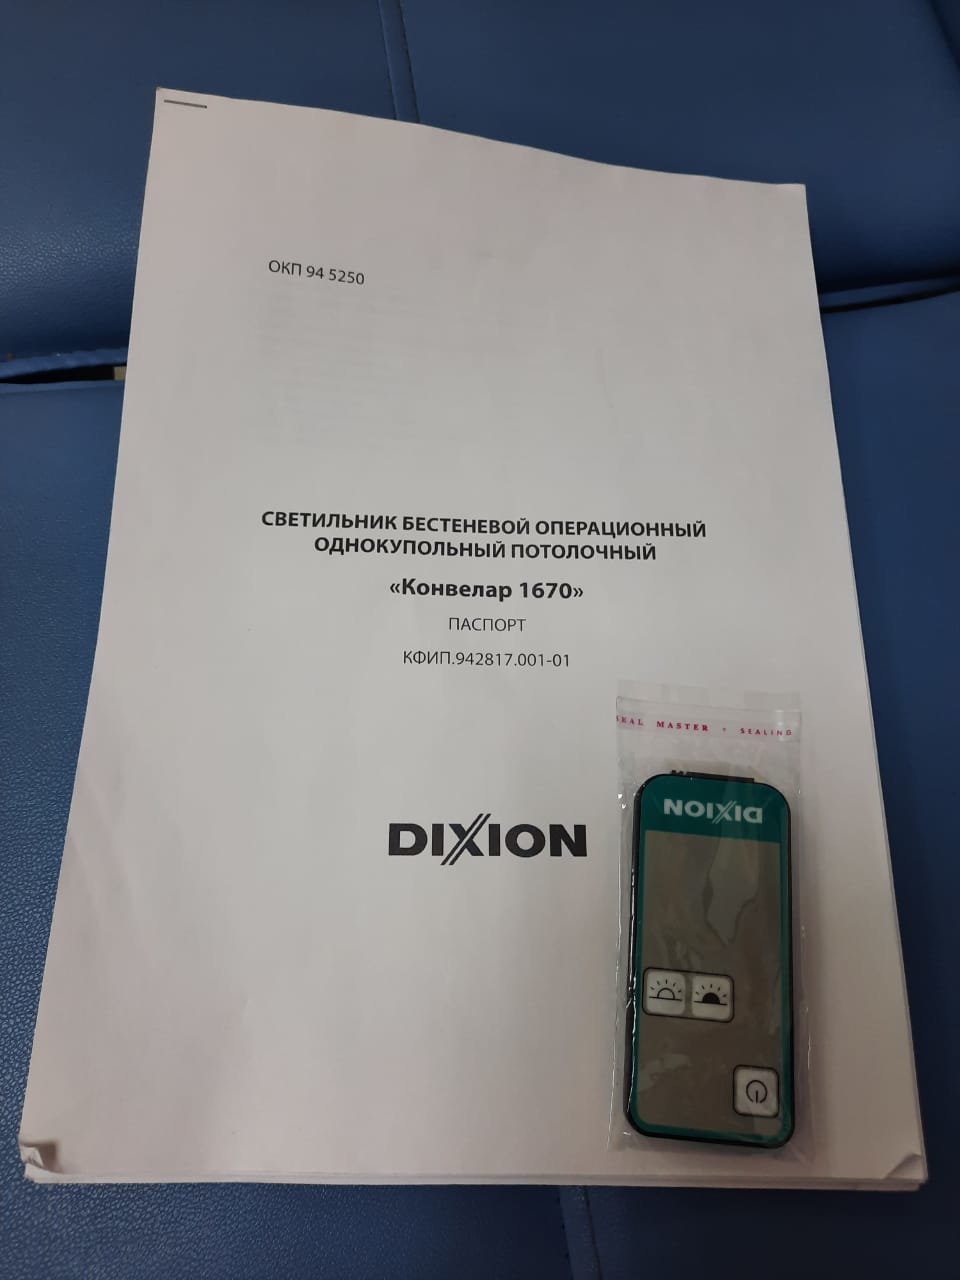 ОКП 94 5250
СВЕТИЛЬНИК БЕСТЕНЕВОЙ ОПЕРАЦИОННЫЙ
ОДНОКУПОЛЬНЫЙ ПОТОЛОЧНЫЙ
«Конвелар 1670»
ПАСПОРТ
КФИП.942817.001-01
DIXION
SEAL MASTER • SEALING
DIXION